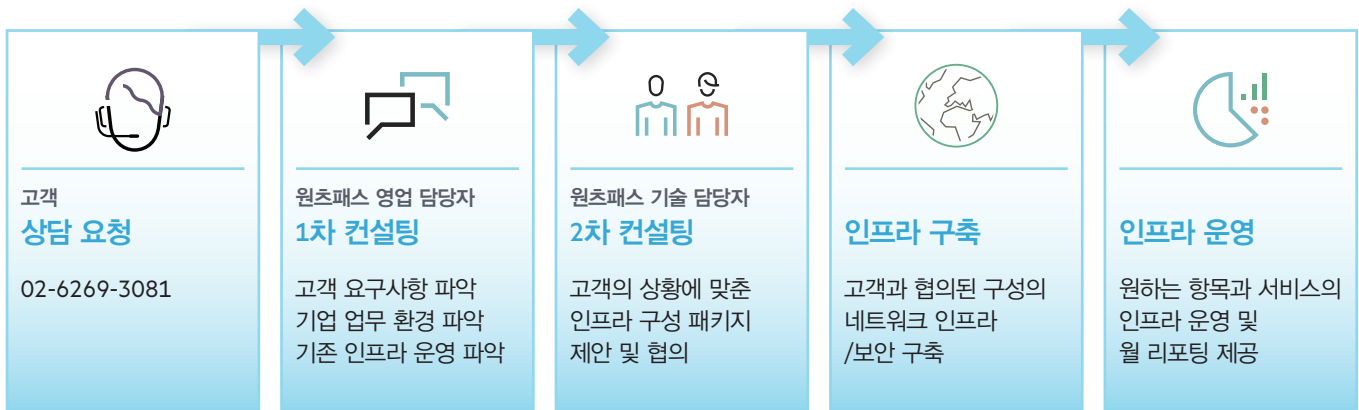 고객
상담 요청
02-6269-3081
원츠패스 영업 담당자
1차 컨설팅
고객 요구사항 파악
기업 업무 환경 파악
기존 인프라 운영 파악
원츠패스 기술 담당자
2차 컨설팅
고객의 상황에 맞춘
인프라 구성 패키지
제안 및 협의
인프라 구축
고객과 협의된 구성의
네트워크 인프라
/보안 구축
인프라 운영
원하는 항목과 서비스의
인프라 운영 및
월 리포팅 제공